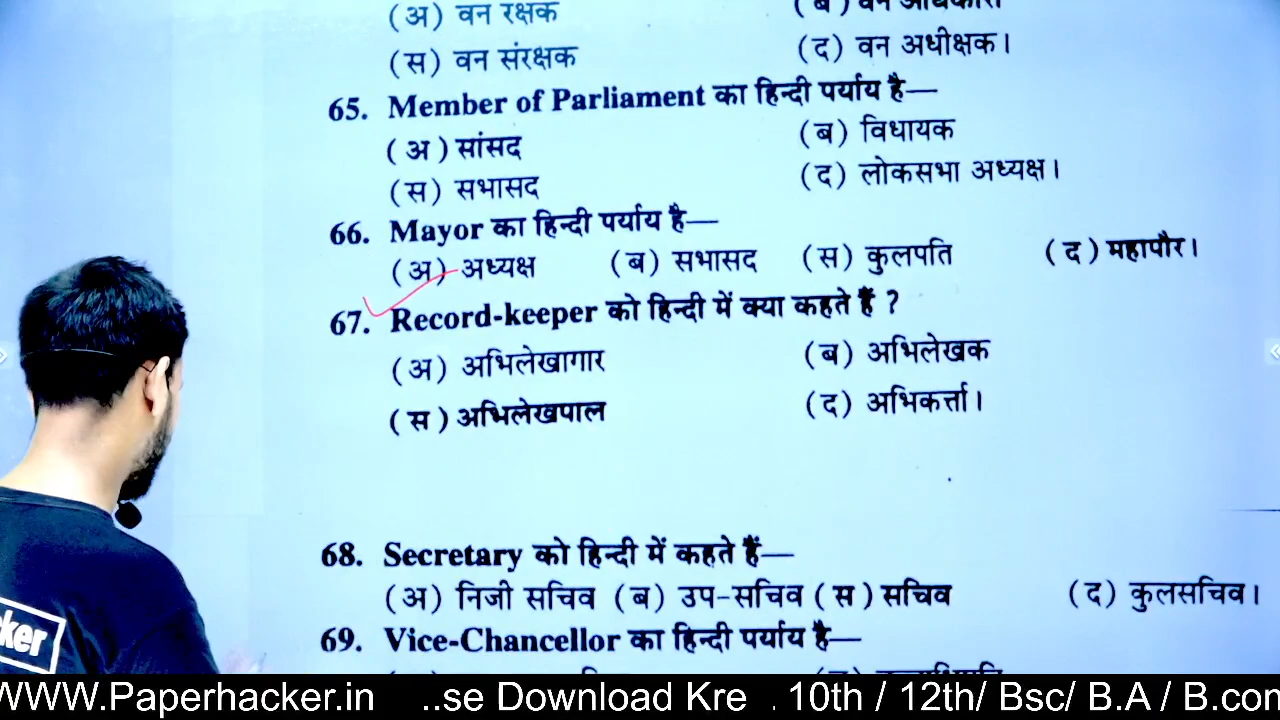 (अ) वन रक्षक
(स) वन संरक्षक (द) वन अधीक्षक।
65. Member of Parliament का हिन्दी पर्याय है—
(अ) सांसद (ब) विधायक
(स) सभासद (द) लोकसभा अध्यक्ष।
66. Mayor का हिन्दी पर्याय है—
(अ) अध्यक्ष (ब) सभासद (स) कुलपति (द) महापौर।
67. Record-keeper को हिन्दी में क्या कहते हैं ?
(अ) अभिलेखागार (ब) अभिलेखक
(स) अभिलेखपाल (द) अभिकर्त्ता।
68. Secretary को हिन्दी में कहते हैं—
(अ) निजी सचिव (ब) उप-सचिव (स) सचिव (द) कुलसचिव।
69. Vice-Chancellor का हिन्दी पर्याय है—
ker
WWW.Paperhacker.in ..se Download Kre . 10th / 12th/ Bsc/ B.A / B.com